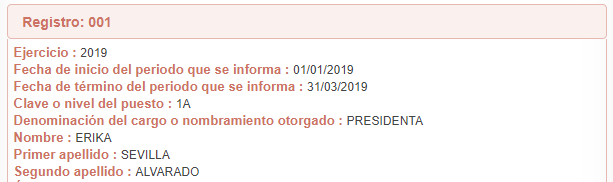 Registro: 001
Ejercicio : 2019
Fecha de inicio del periodo que se informa : 01/01/2019
Fecha de término del periodo que se informa : 31/03/2019
Clave o nivel del puesto : 1A
Denominación del cargo o nombramiento otorgado : PRESIDENTA
Nombre : ERIKA
Primer apellido : SEVILLA
Segundo apellido : ALVARADO